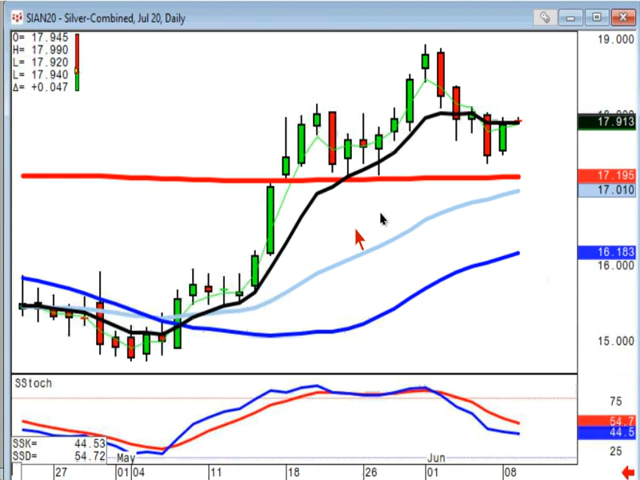 SIAN20 - Silver-Combined, Jul 20, Daily
O= 17.945
H= 17.990
L= 17.920
L= 17.940
Δ= +0.047
19.000
17.913
17.195
17.010
16.183
16.000
15.000
SStoch
75
54.7
44.5
25
SSK= 44.53
SSD= 54.72
May
Jun
27
01 04
11
18
26
01
08